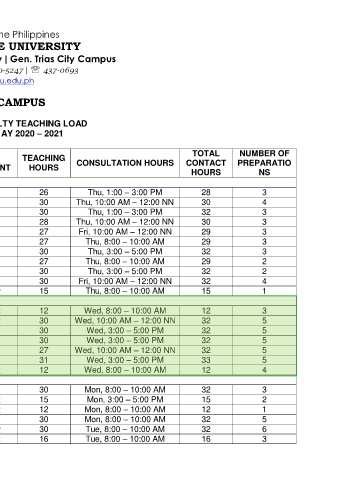 ne Philippines
E UNIVERSITY
y | Gen. Trias City Campus
0-5247 | ☏ 437-0693
u.edu.ph
CAMPUS
LTY TEACHING LOAD
AY 2020 – 2021
NT TEACHING HOURS CONSULTATION HOURS TOTAL CONTACT HOURS NUMBER OF PREPARATIO NS
26 Thu, 1:00 – 3:00 PM 28 3
30 Thu, 10:00 AM – 12:00 NN 30 4
30 Thu, 1:00 – 3:00 PM 32 3
28 Thu, 10:00 AM – 12:00 NN 30 3
27 Fri, 10:00 AM – 12:00 NN 29 3
27 Thu, 8:00 – 10:00 AM 29 3
30 Thu, 3:00 – 5:00 PM 32 3
27 Thu, 8:00 – 10:00 AM 29 2
30 Thu, 3:00 – 5:00 PM 32 2
30 Fri, 10:00 AM – 12:00 NN 32 4
15 Thu, 8:00 – 10:00 AM 15 1
12 Wed, 8:00 – 10:00 AM 12 3
30 Wed, 10:00 AM – 12:00 NN 32 5
30 Wed, 3:00 – 5:00 PM 32 5
30 Wed, 3:00 – 5:00 PM 32 5
27 Wed, 10:00 AM – 12:00 NN 32 5
31 Wed, 3:00 – 5:00 PM 33 5
12 Wed, 8:00 – 10:00 AM 12 4
30 Mon, 8:00 – 10:00 AM 32 3
15 Mon, 3:00 – 5:00 PM 15 2
12 Mon, 8:00 – 10:00 AM 12 1
30 Mon, 8:00 – 10:00 AM 32 5
30 Tue, 8:00 – 10:00 AM 32 6
16 Tue, 8:00 – 10:00 AM 16 3